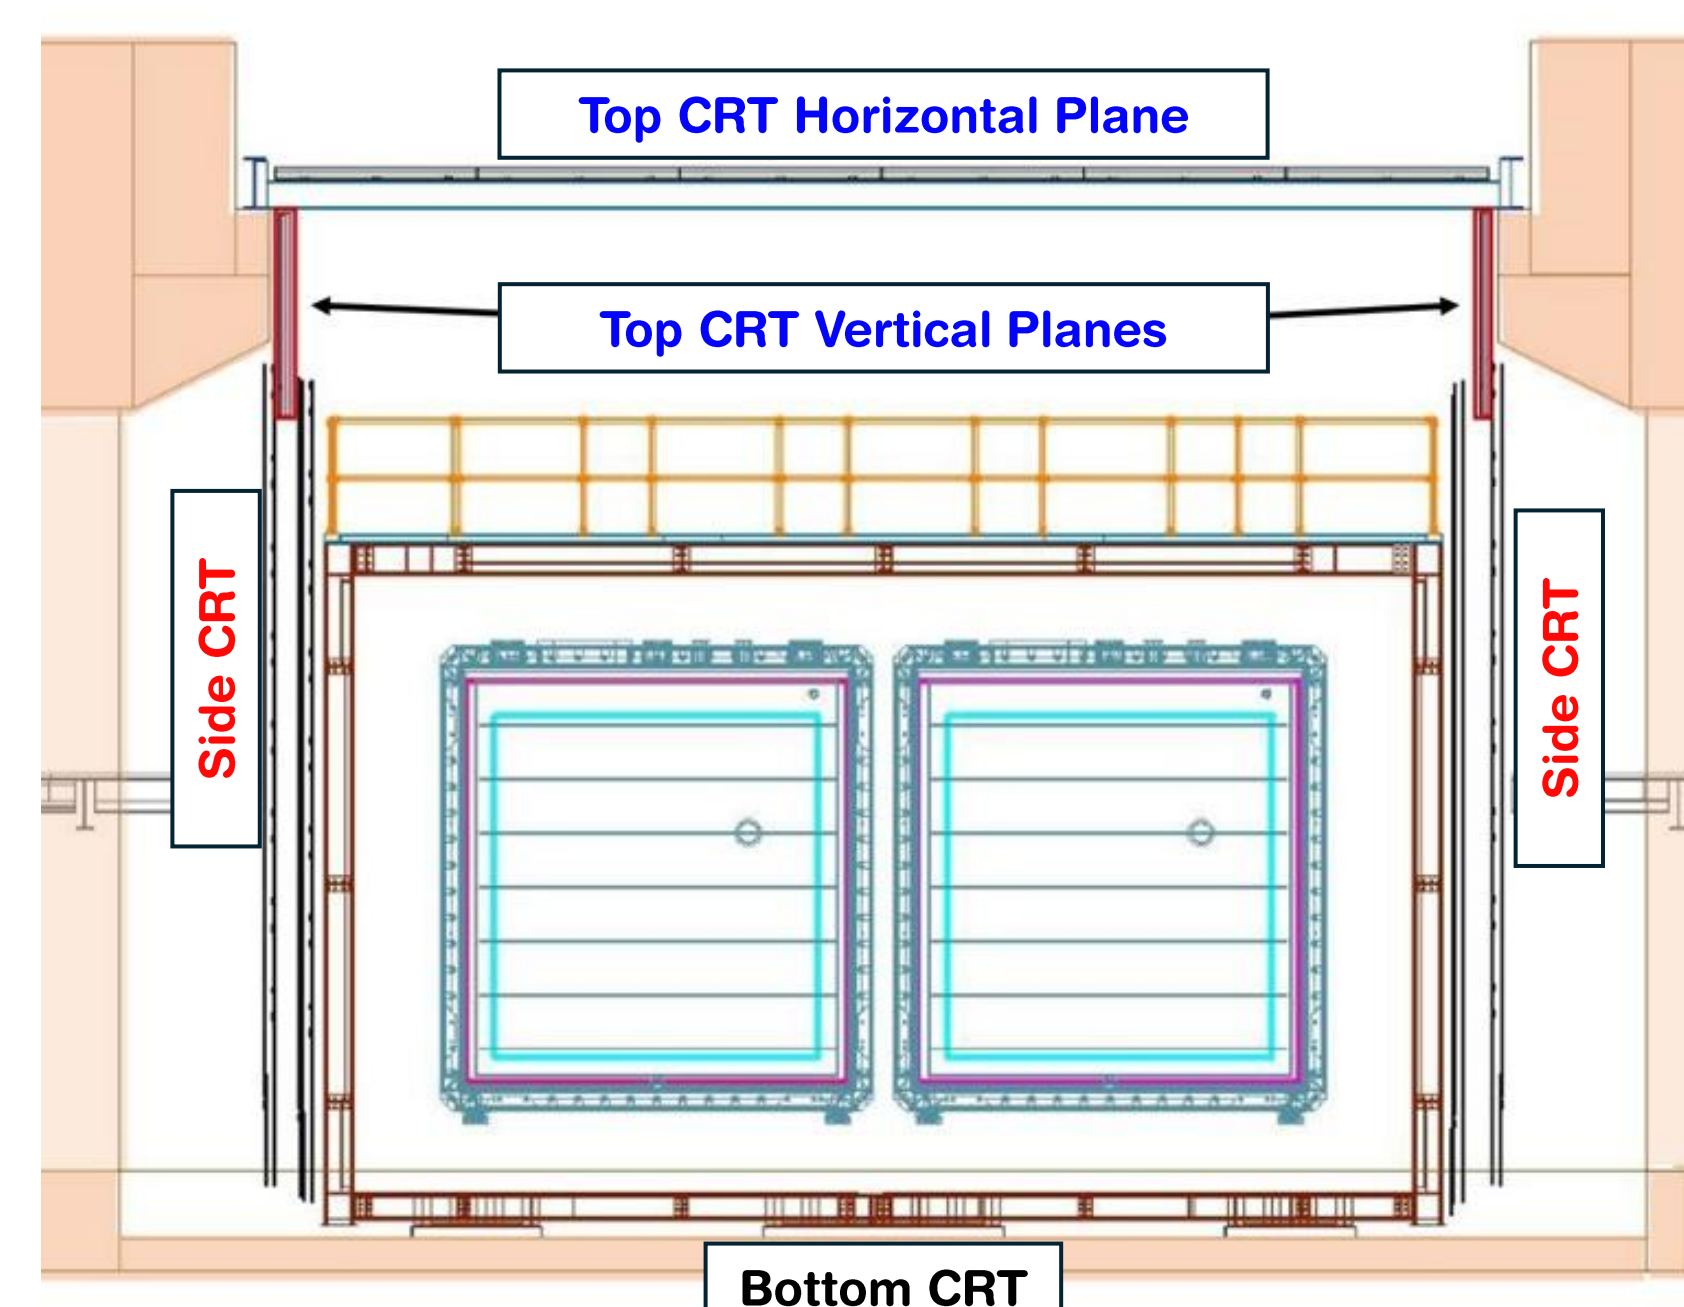 Top CRT Horizontal Plane
Top CRT Vertical Planes
Side CRT
Side CRT
Bottom CRT